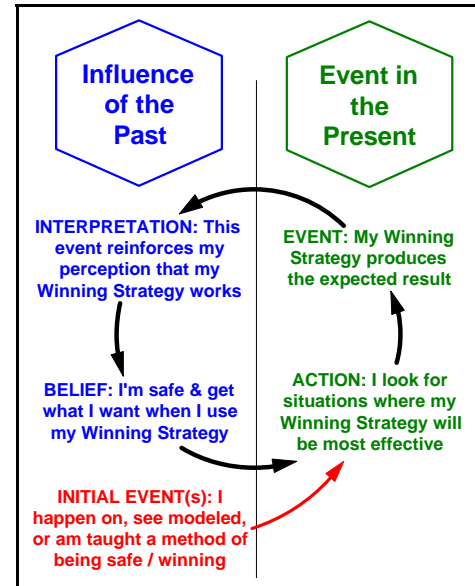 Influence
of the
Past
Event in
the
Present
INTERPRETATION: This
event reinforces my
perception that my
Winning Strategy works
EVENT: My Winning
Strategy produces
the expected result
BELIEF: I'm safe & get
what I want when I use
my Winning Strategy
ACTION: I look for
situations where my
Winning Strategy will
be most effective
INITIAL EVENT(s): I
happen on, see modeled,
or am taught a method of
being safe / winning